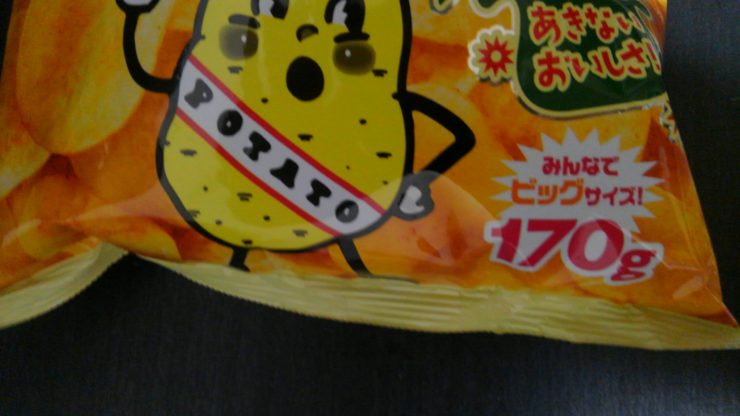 あきない
おいしさ!
POTATO
みんなで
ビッグサイズ!
170g